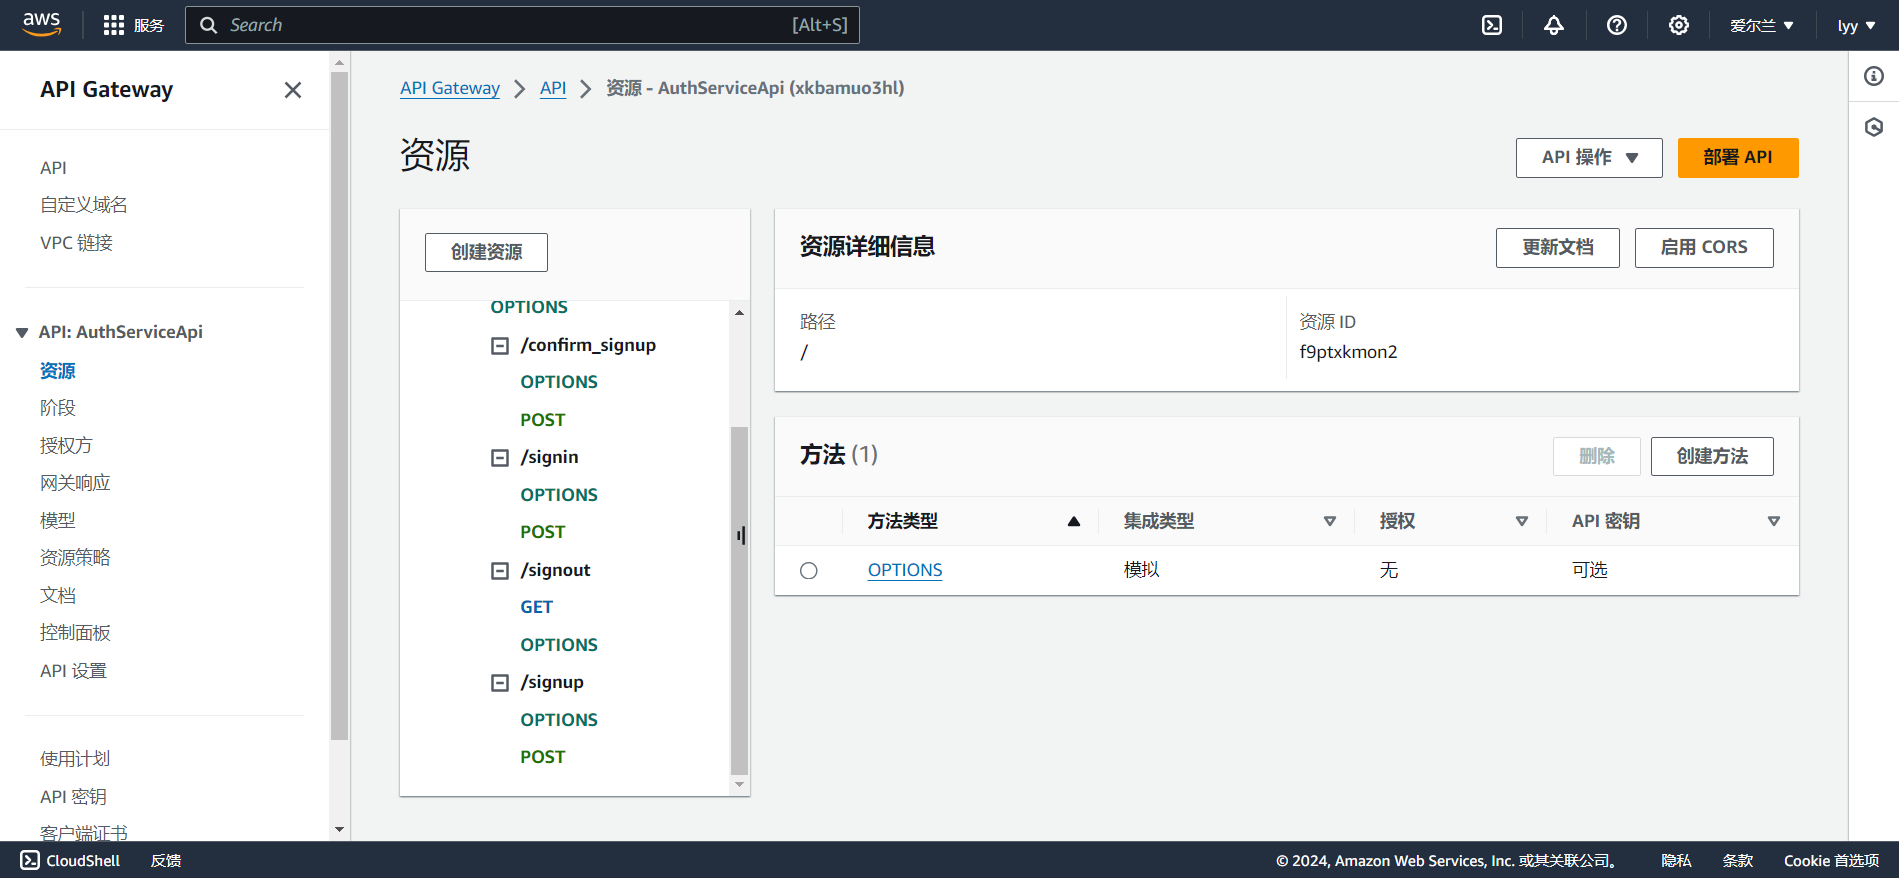 aws
服务
Search
[Alt+S]
爱尔兰
lyy
API Gateway
API
自定义域名
VPC 链接
API: AuthServiceApi
资源
阶段
授权方
网关响应
模型
资源策略
文档
控制面板
API 设置
使用计划
API 密钥
客户端证书
API Gateway
API
资源 - AuthServiceApi (xkbamuo3hl)
资源
API 操作
部署 API
创建资源
OPTIONS
/confirm_signup
OPTIONS
POST
/signin
OPTIONS
POST
/signout
GET
OPTIONS
/signup
OPTIONS
POST
资源详细信息
更新文档
启用 CORS
路径
/
资源 ID
f9ptxkmon2
方法 (1)
删除
创建方法
方法类型
集成类型
授权
API 密钥
OPTIONS
模拟
无
可选
CloudShell
反馈
© 2024, Amazon Web Services, Inc. 或其关联公司。
隐私
条款
Cookie 首选项